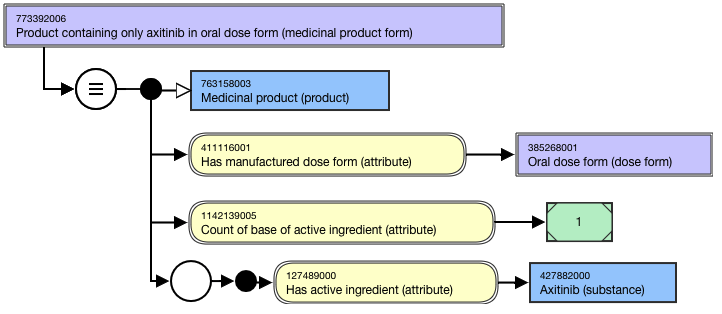 773392006
Product containing only axitinib in oral dose form (medicinal product form)
763158003
Medicinal product (product)
411116001
Has manufactured dose form (attribute)
385268001
Oral dose form (dose form)
1142139005
Count of base of active ingredient (attribute)
1
127489000
Has active ingredient (attribute)
427882000
Axitinib (substance)